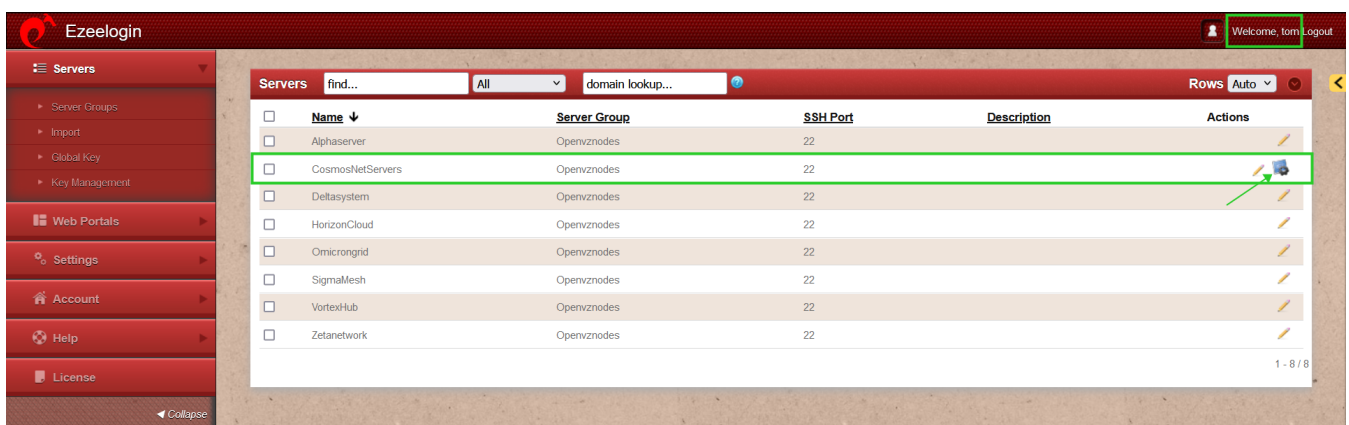 Ezeelogin
Welcome, tom Logout
Servers
Server Groups
Import
Global Key
Key Management
Web Portals
Settings
Account
Help
License
Collapse
Servers find... All domain lookup... Rows Auto
Name Server Group SSH Port Description Actions
Alphaserver Openvznodes 22
CosmosNetServers Openvznodes 22
Deltasystem Openvznodes 22
HorizonCloud Openvznodes 22
Omicrongrid Openvznodes 22
SigmaMesh Openvznodes 22
VortexHub Openvznodes 22
Zetanetwork Openvznodes 22
1 - 8 / 8